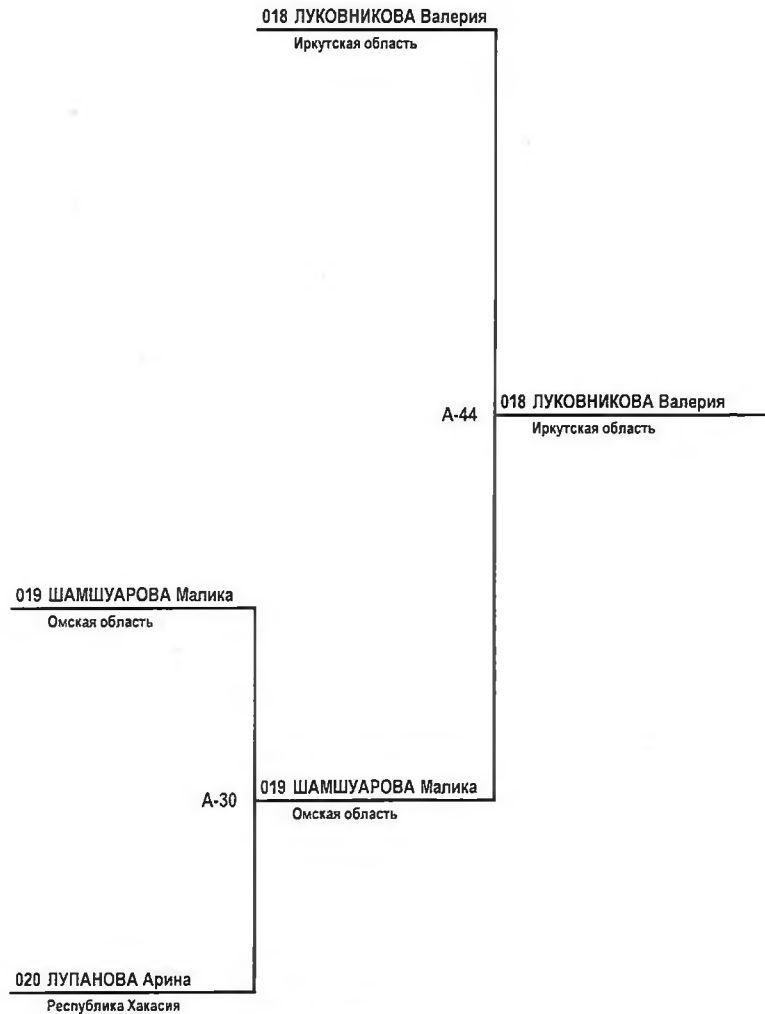 018 ЛУКОВНИКОВА Валерия
Иркутская область
А-44
018 ЛУКОВНИКОВА Валерия
Иркутская область
019 ШАМШУАРОВА Малика
Омская область
А-30
019 ШАМШУАРОВА Малика
Омская область
020 ЛУПАНОВА Арина
Республика Хакасия